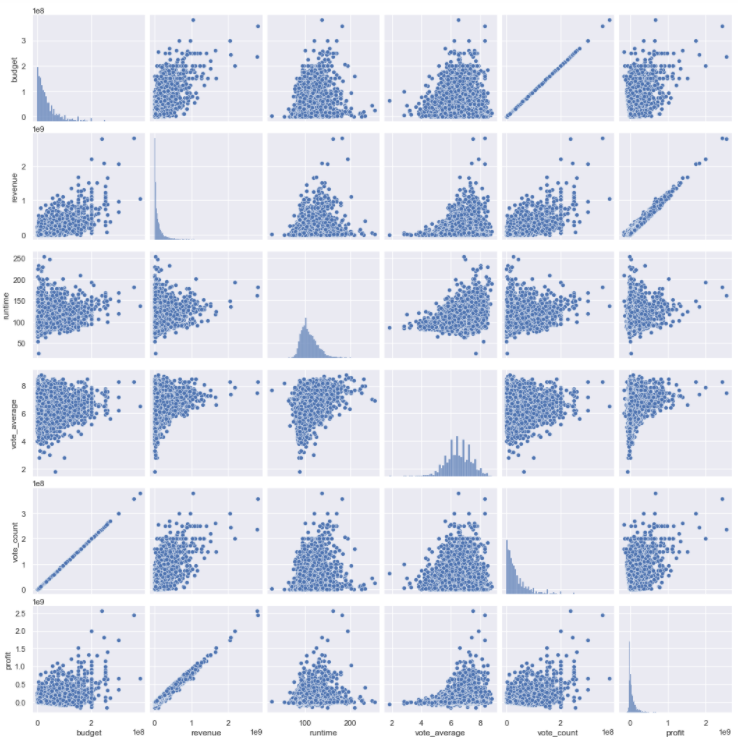 1e8
3
2
1
0
budget
1e9
2
1
0
revenue
250
200
150
100
50
runtime
8
6
4
2
vote_average
1e8
3
2
1
0
vote_count
1e9
2.5
2.0
1.5
1.0
0.5
0.0
profit
0 2 0 1 2 100 200 2 4 6 8 0 2 0 1 2
budget 1e8 revenue 1e9 runtime vote_average vote_count 1e8 profit 1e9